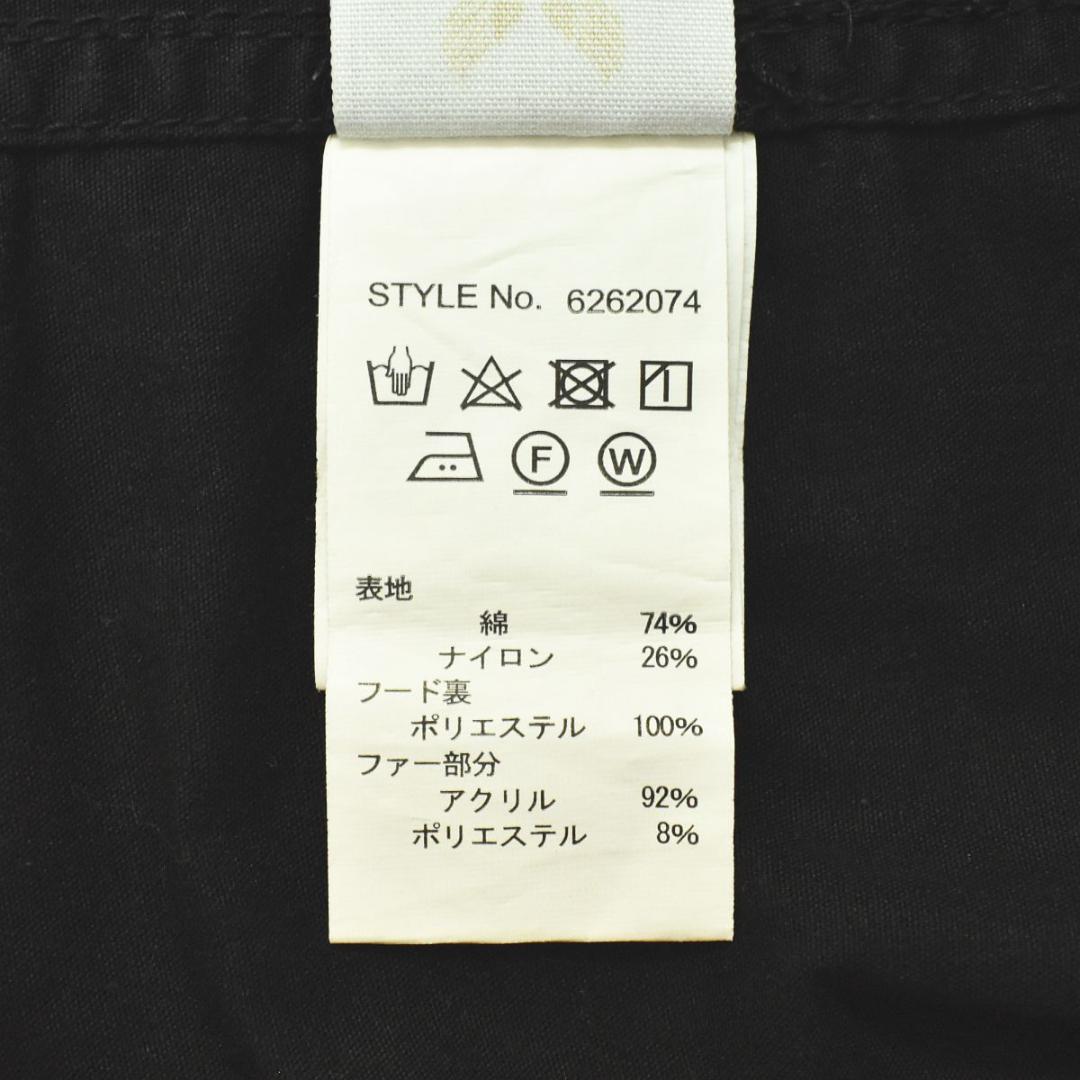 STYLE No. 6262074
F W
表地
綿 74%
ナイロン 26%
フード裏
ポリエステル 100%
ファー部分
アクリル 92%
ポリエステル 8%